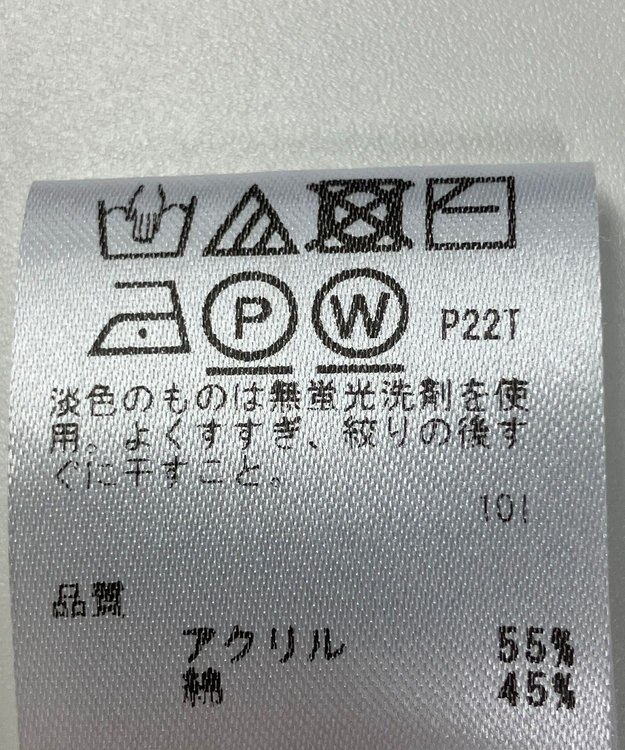 P W P22T
淡色のものは無蛍光洗剤を使
用。よくすすぎ、絞りの後す
ぐに干すこと。
101
品質
アクリル 55%
綿 45%